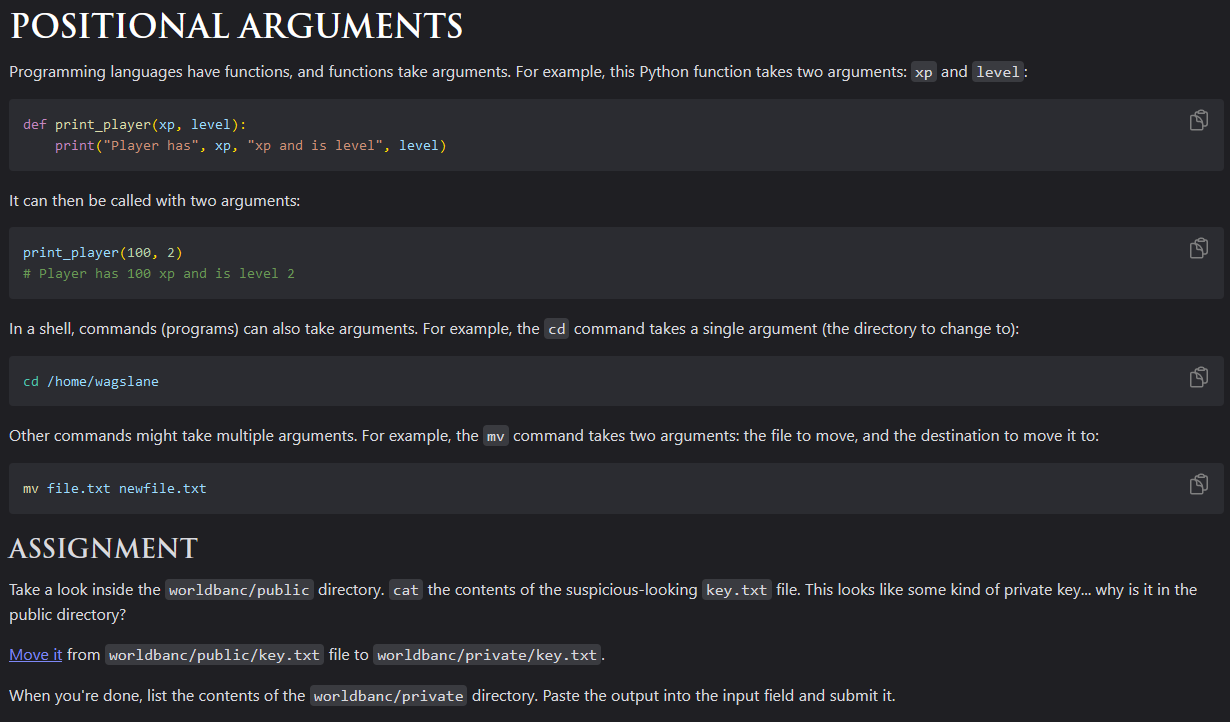 POSITIONAL ARGUMENTS
Programming languages have functions, and functions take arguments. For example, this Python function takes two arguments: xp and level:
def print_player(xp, level):
    print("Player has", xp, "xp and is level", level)
It can then be called with two arguments:
print_player(100, 2)
# Player has 100 xp and is level 2
In a shell, commands (programs) can also take arguments. For example, the cd command takes a single argument (the directory to change to):
cd /home/wagslane
Other commands might take multiple arguments. For example, the mv command takes two arguments: the file to move, and the destination to move it to:
mv file.txt newfile.txt
ASSIGNMENT
Take a look inside the worldbanc/public directory. cat the contents of the suspicious-looking key.txt file. This looks like some kind of private key... why is it in the
public directory?
Move it from worldbanc/public/key.txt file to worldbanc/private/key.txt.
When you're done, list the contents of the worldbanc/private directory. Paste the output into the input field and submit it.